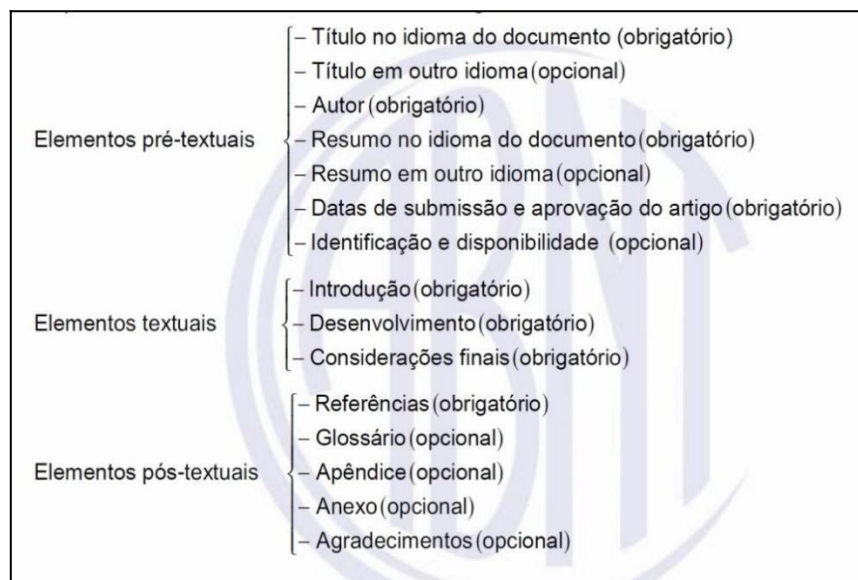 Elementos pré-textuais
– Título no idioma do documento (obrigatório)
– Título em outro idioma (opcional)
– Autor (obrigatório)
– Resumo no idioma do documento (obrigatório)
– Resumo em outro idioma (opcional)
– Datas de submissão e aprovação do artigo (obrigatório)
– Identificação e disponibilidade (opcional)
Elementos textuais
– Introdução (obrigatório)
– Desenvolvimento (obrigatório)
– Considerações finais (obrigatório)
Elementos pós-textuais
– Referências (obrigatório)
– Glossário (opcional)
– Apêndice (opcional)
– Anexo (opcional)
– Agradecimentos (opcional)
ABNT